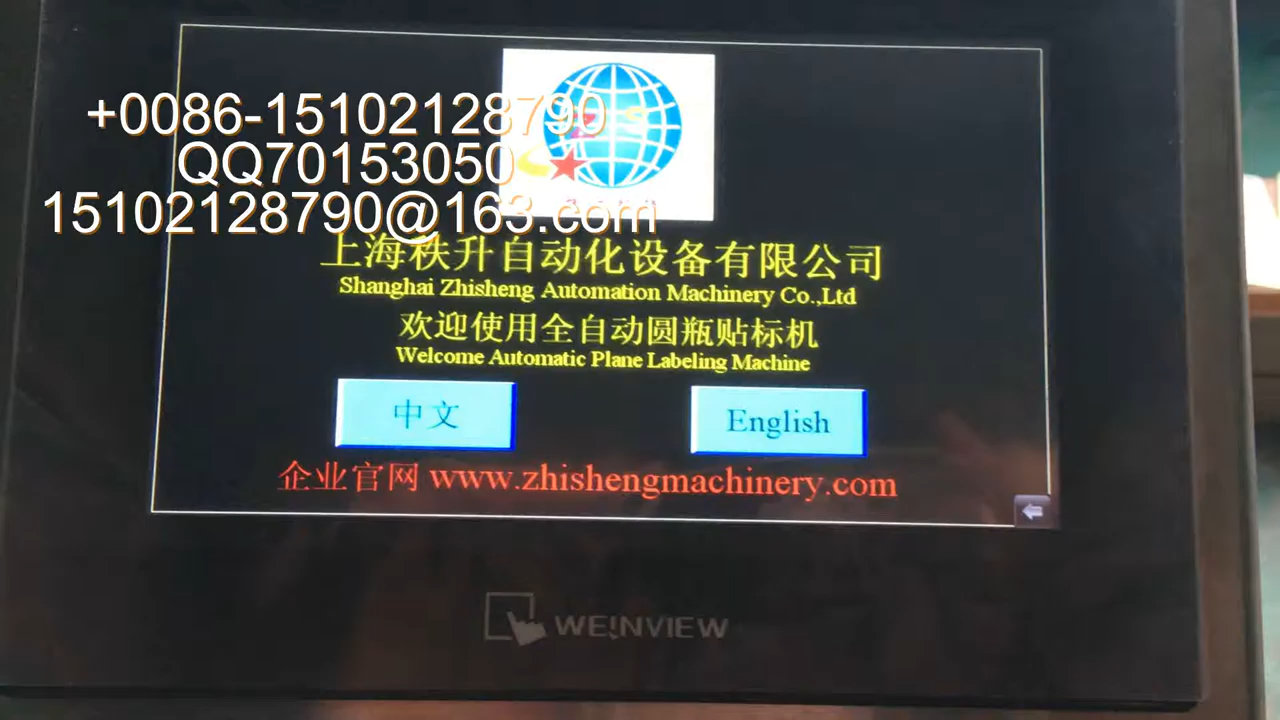 +0086-15102128790
QQ70153050
15102128790@163.com
上海秩升自动化设备有限公司
Shanghai Zhisheng Automation Machinery Co.,Ltd
欢迎使用全自动圆瓶贴标机
Welcome Automatic Plane Labeling Machine
中文
English
企业官网 www.zhishengmachinery.com
WEINVIEW